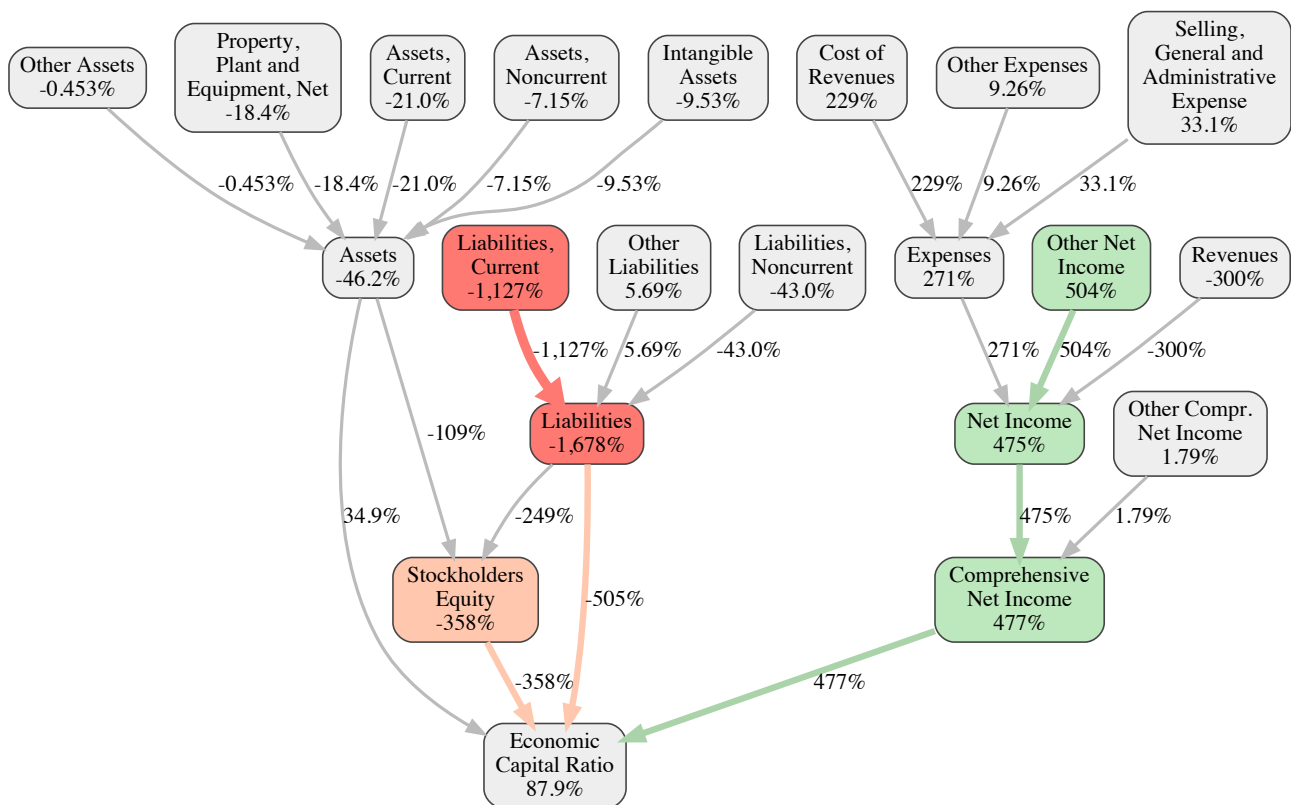 Other Assets
-0.453%
Property,
Plant and
Equipment, Net
-18.4%
Assets,
Current
-21.0%
Assets,
Noncurrent
-7.15%
Intangible
Assets
-9.53%
Cost of
Revenues
229%
Other Expenses
9.26%
Selling,
General and
Administrative
Expense
33.1%
-0.453%
-18.4%
-21.0%
-7.15%
-9.53%
229%
9.26%
33.1%
Assets
-46.2%
Liabilities,
Current
-1,127%
Other
Liabilities
5.69%
Liabilities,
Noncurrent
-43.0%
Expenses
271%
Other Net
Income
504%
Revenues
-300%
-1,127%
5.69%
-43.0%
271%
504%
-300%
-109%
Liabilities
-1,678%
Net Income
475%
Other Compr.
Net Income
1.79%
34.9%
-249%
475%
1.79%
Stockholders
Equity
-358%
-505%
Comprehensive
Net Income
477%
-358%
477%
Economic
Capital Ratio
87.9%